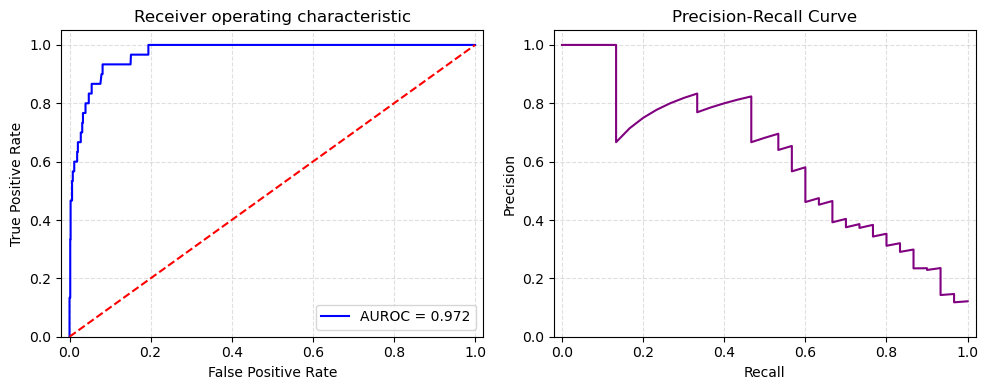 Receiver operating characteristic
1.0
0.8
0.6
0.4
0.2
0.0
True Positive Rate
AUROC = 0.972
0.0 0.2 0.4 0.6 0.8 1.0
False Positive Rate
Precision-Recall Curve
1.0
0.8
0.6
0.4
0.2
0.0
Precision
0.0 0.2 0.4 0.6 0.8 1.0
Recall